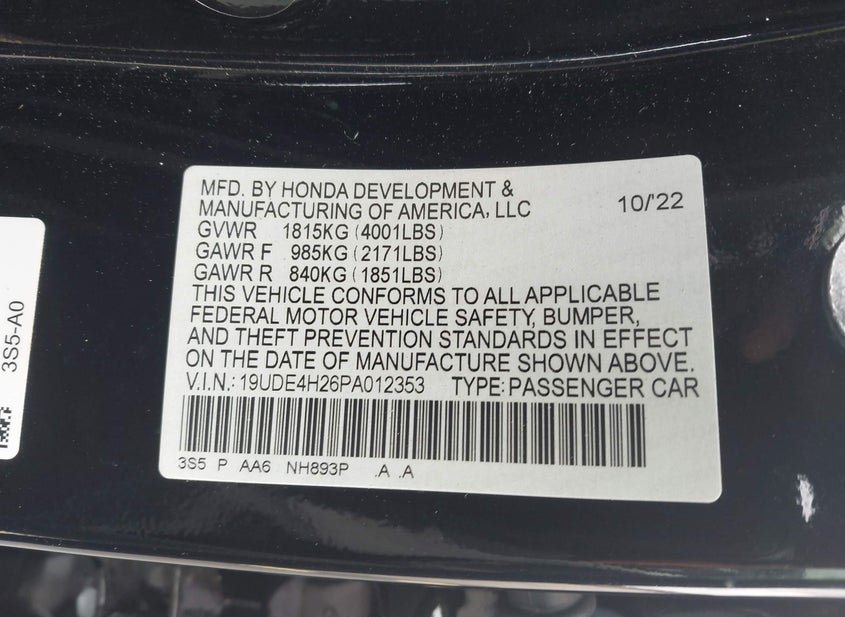 MFD. BY HONDA DEVELOPMENT &
MANUFACTURING OF AMERICA, LLC 10/'22
GVWR 1815KG (4001LBS)
GAWR F 985KG (2171LBS)
GAWR R 840KG (1851LBS)
THIS VEHICLE CONFORMS TO ALL APPLICABLE
FEDERAL MOTOR VEHICLE SAFETY, BUMPER,
AND THEFT PREVENTION STANDARDS IN EFFECT
ON THE DATE OF MANUFACTURE SHOWN ABOVE.
V.I.N.: 19UDE4H26PA012353 TYPE: PASSENGER CAR
3S5 P AA6 NH893P .A .A
3S5-A0